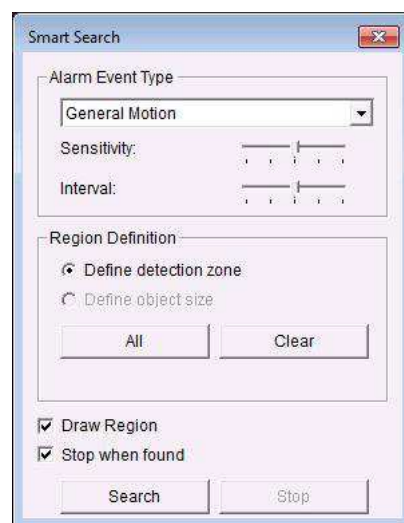 Smart Search
Alarm Event Type
General Motion
Sensitivity:
Interval:
Region Definition
Define detection zone
Define object size
All Clear
Draw Region
Stop when found
Search Stop